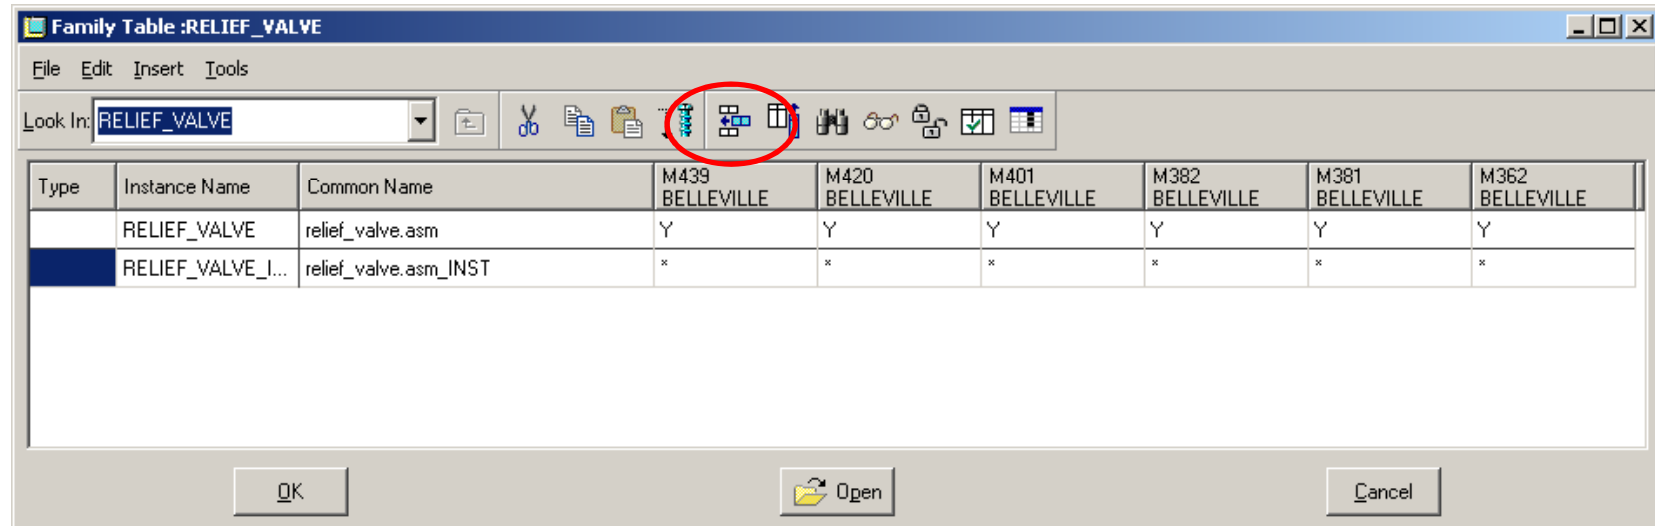 Family Table :RELIEF_VALVE
File Edit Insert Tools
Look In: RELIEF_VALVE
Type Instance Name Common Name M439 BELLEVILLE M420 BELLEVILLE M401 BELLEVILLE M382 BELLEVILLE M381 BELLEVILLE M362 BELLEVILLE
RELIEF_VALVE relief_valve.asm Y Y Y Y Y Y
RELIEF_VALVE_I... relief_valve.asm_INST * * * * * *
OK Open Cancel